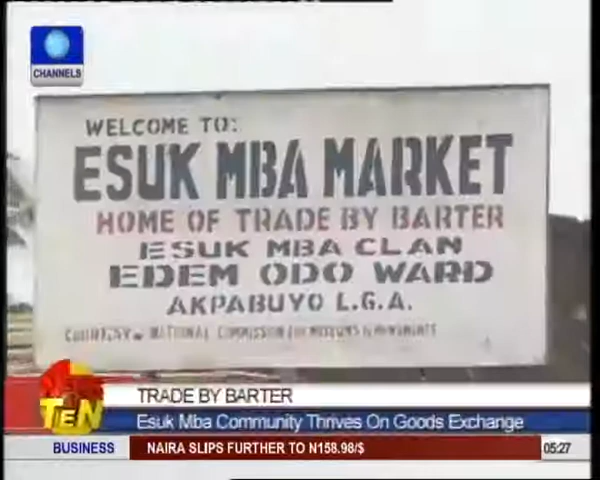 CHANNELS
WELCOME TO:
ESUK MBA MARKET
HOME OF TRADE BY BARTER
ESUK MBA CLAN
EDEM ODO WARD
AKPABUYO L.G.A.
COURTESY NATIONAL COMMISSION FOR MUSEUMS & MONUMENTS
TEN
TRADE BY BARTER
Esuk Mba Community Thrives On Goods Exchange
BUSINESS NAIRA SLIPS FURTHER TO N158.98/$ 05:27